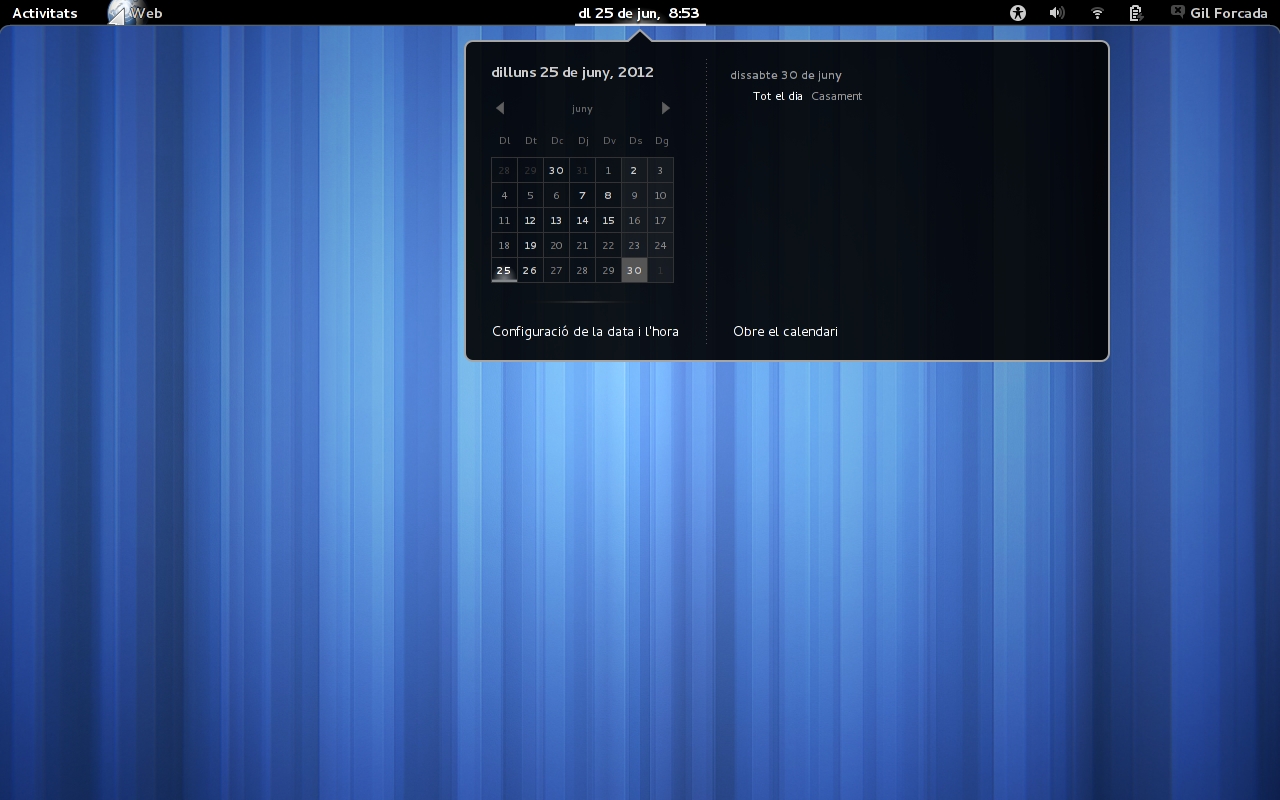 Activitats Web dl 25 de jun, 8:53 Gil Forcada
dilluns 25 de juny, 2012
juny
Dl Dt Dc Dj Dv Ds Dg
28 29 30 31 1 2 3
4 5 6 7 8 9 10
11 12 13 14 15 16 17
18 19 20 21 22 23 24
25 26 27 28 29 30 1
Configuració de la data i l'hora
dissabte 30 de juny
Tot el dia Casament
Obre el calendari